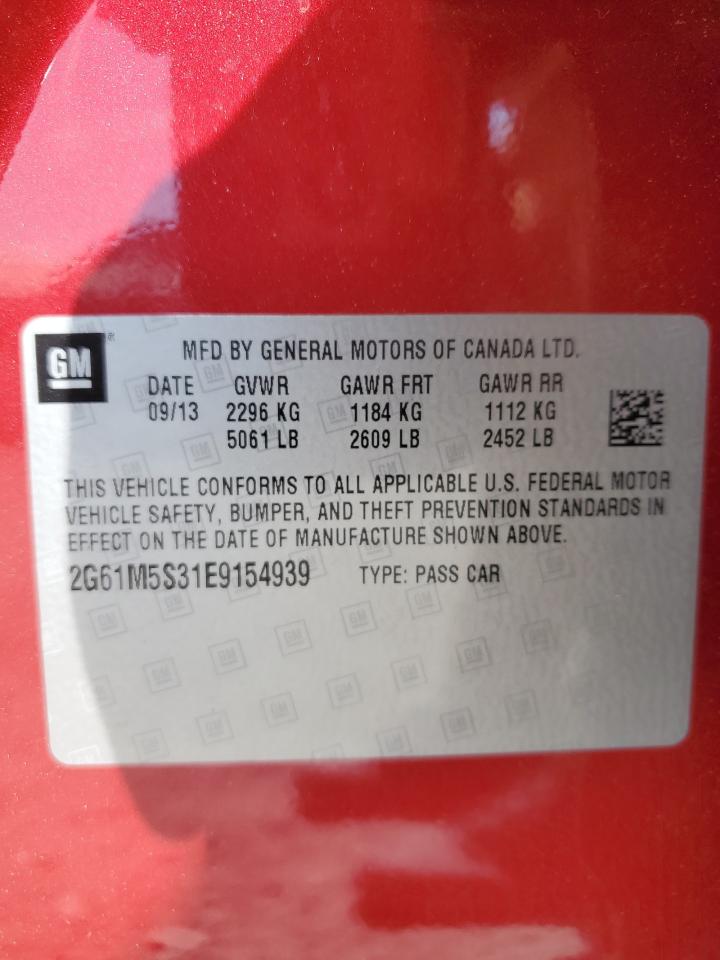 GM
MFD BY GENERAL MOTORS OF CANADA LTD.
DATE GVWR GAWR FRT GAWR RR
09/13 2296 KG 1184 KG 1112 KG
5061 LB 2609 LB 2452 LB
THIS VEHICLE CONFORMS TO ALL APPLICABLE U.S. FEDERAL MOTOR
VEHICLE SAFETY, BUMPER, AND THEFT PREVENTION STANDARDS IN
EFFECT ON THE DATE OF MANUFACTURE SHOWN ABOVE.
2G61M5S31E9154939 TYPE: PASS CAR